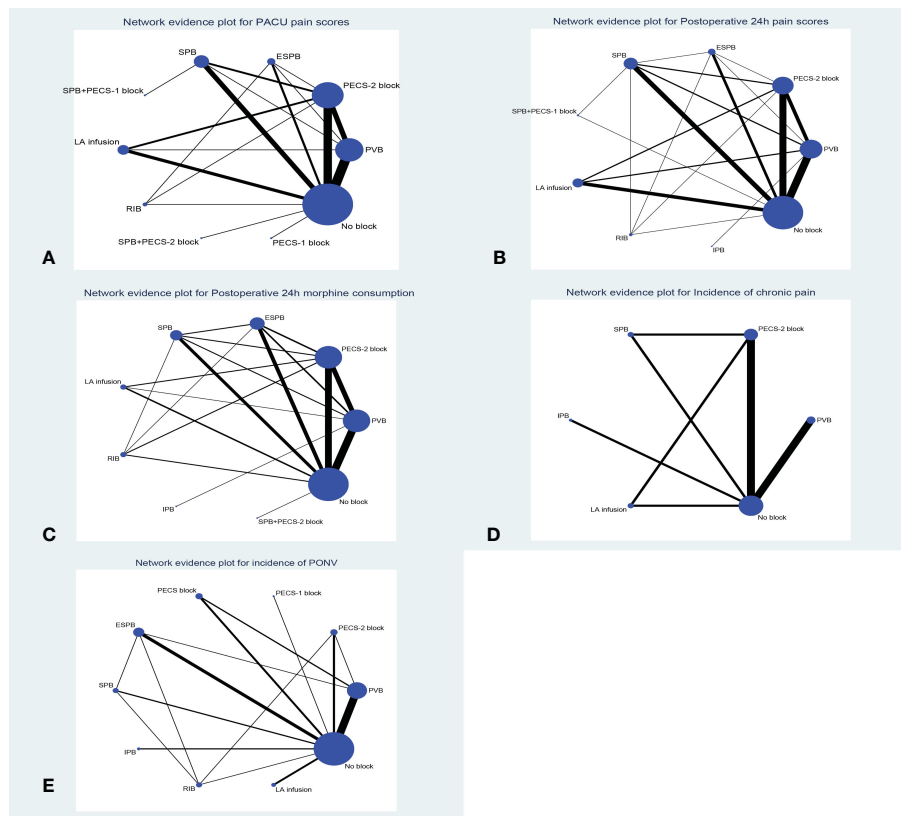 Network evidence plot for PACU pain scores
SPB
ESPB
PECS-2 block
SPB+PECS-1 block
LA infusion
PVB
RIB
No block
SPB+PECS-2 block
PECS-1 block
A
Network evidence plot for Postoperative 24h pain scores
ESPB
SPB
PECS-2 block
SPB+PECS-1 block
PVB
LA infusion
No block
RIB
IPB
B
Network evidence plot for Postoperative 24h morphine consumption
ESPB
SPB
PECS-2 block
LA infusion
PVB
RIB
No block
IPB
SPB+PECS-2 block
C
Network evidence plot for Incidence of chronic pain
SPB
PECS-2 block
IPB
PVB
LA infusion
No block
D
Network evidence plot for incidence of PONV
PECS block
PECS-1 block
ESPB
PECS-2 block
SPB
PVB
IPB
No block
RIB
LA infusion
E